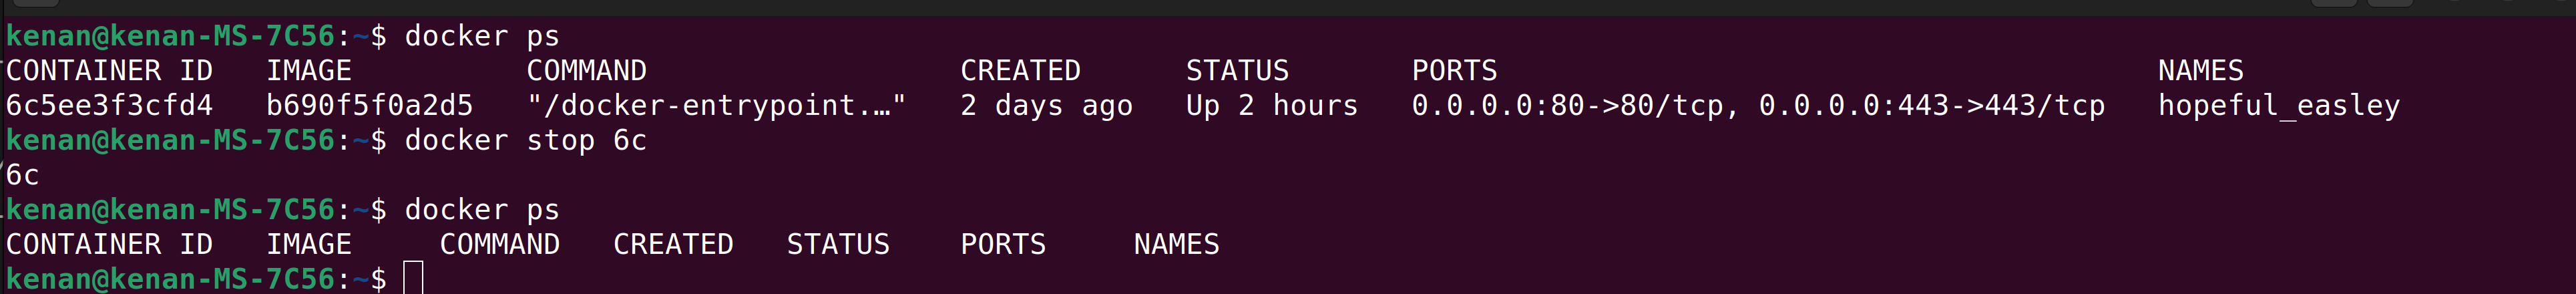 kenan@kenan-MS-7C56:~$ docker ps
CONTAINER ID   IMAGE          COMMAND                  CREATED      STATUS       PORTS                                      NAMES
6c5ee3f3cfd4   b690f5f0a2d5   "/docker-entrypoint.…"   2 days ago   Up 2 hours   0.0.0.0:80->80/tcp, 0.0.0.0:443->443/tcp   hopeful_easley
kenan@kenan-MS-7C56:~$ docker stop 6c
6c
kenan@kenan-MS-7C56:~$ docker ps
CONTAINER ID   IMAGE     COMMAND   CREATED   STATUS    PORTS     NAMES
kenan@kenan-MS-7C56:~$